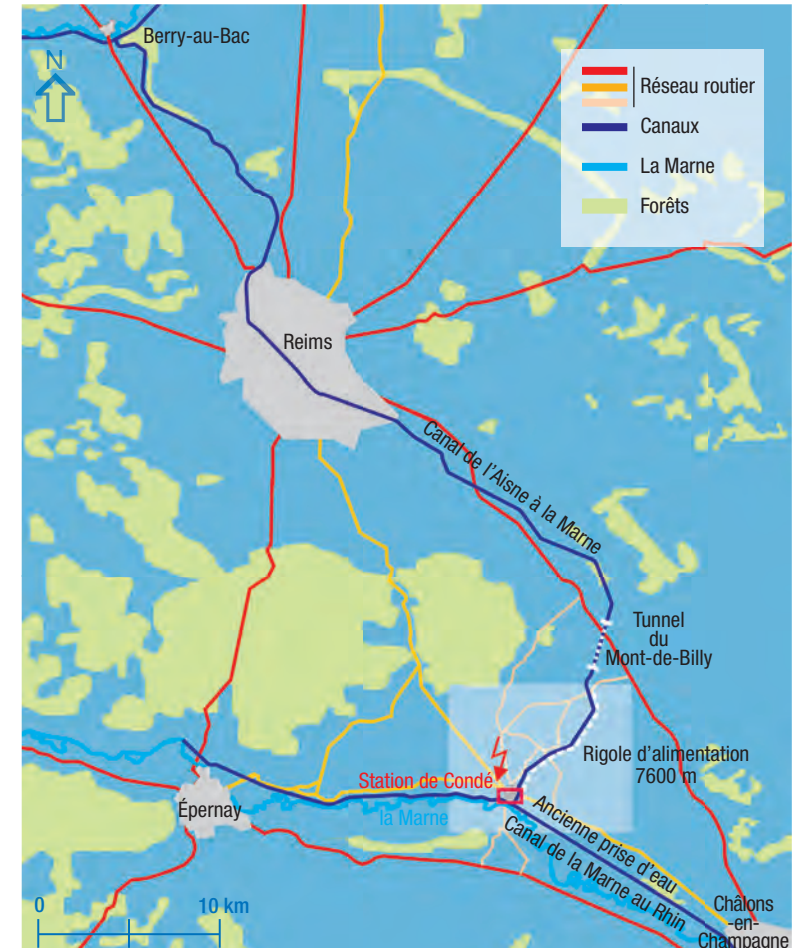 Berry-au-Bac
N
Réseau routier
Canaux
La Marne
Forêts
Reims
Canal de l'Aisne à la Marne
Tunnel
du
Mont-de-Billy
Rigole d'alimentation
7600 m
Station de Condé
Épernay
la Marne
Ancienne prise d'eau
Canal de la Marne au Rhin
Châlons
-en-
Champagne
0 10 km